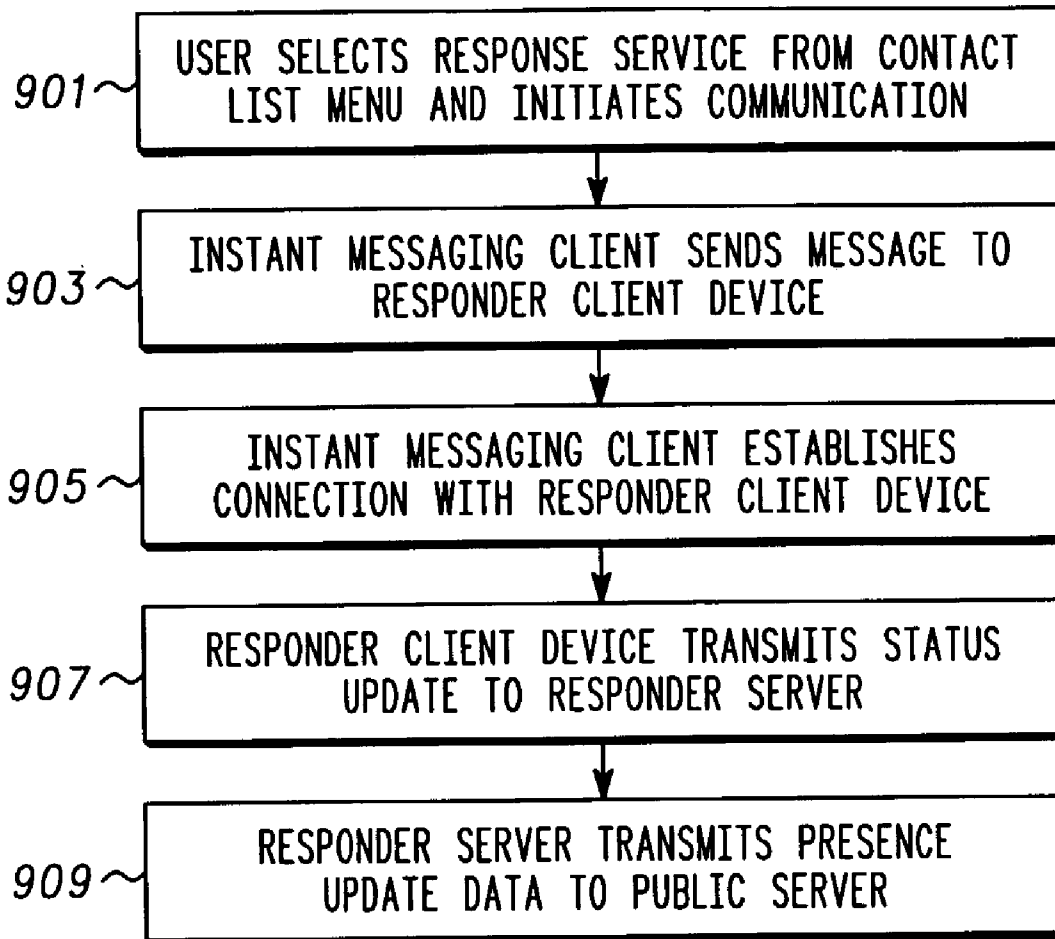 901
USER SELECTS RESPONSE SERVICE FROM CONTACT
LIST MENU AND INITIATES COMMUNICATION
903
INSTANT MESSAGING CLIENT SENDS MESSAGE TO
RESPONDER CLIENT DEVICE
905
INSTANT MESSAGING CLIENT ESTABLISHES
CONNECTION WITH RESPONDER CLIENT DEVICE
907
RESPONDER CLIENT DEVICE TRANSMITS STATUS
UPDATE TO RESPONDER SERVER
909
RESPONDER SERVER TRANSMITS PRESENCE
UPDATE DATA TO PUBLIC SERVER